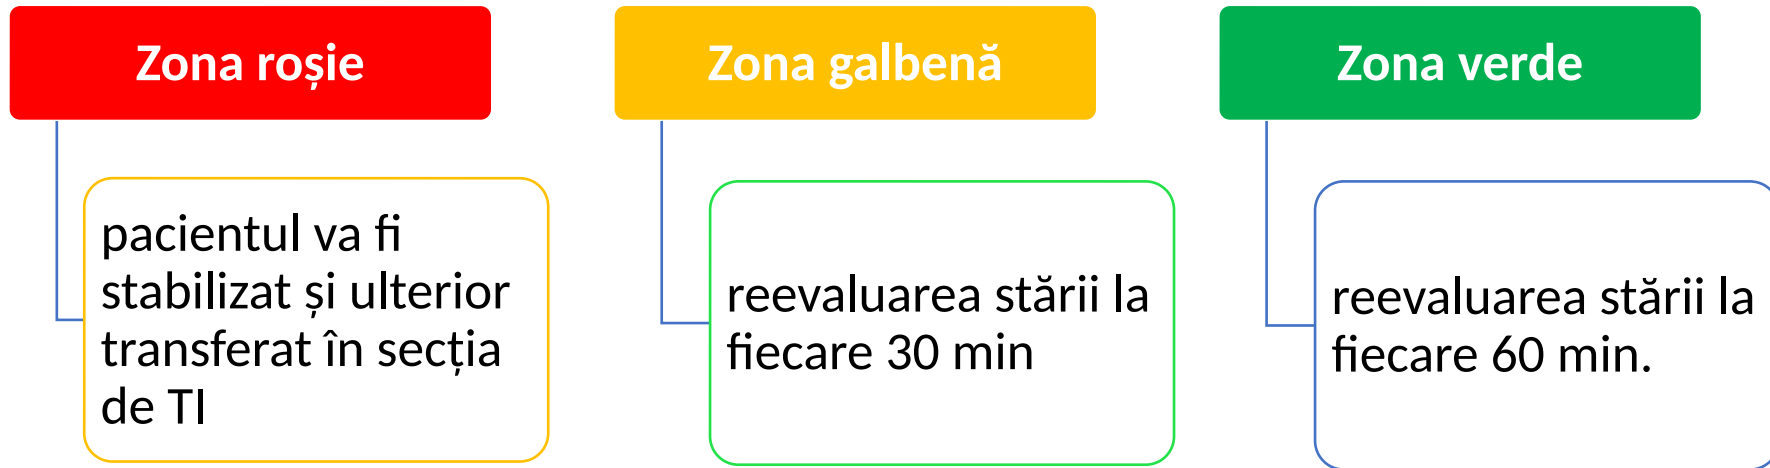 Zona roșie
pacientul va fi
stabilizat și ulterior
transferat în secția
de TI
Zona galbenă
reevaluarea stării la
fiecare 30 min
Zona verde
reevaluarea stării la
fiecare 60 min.